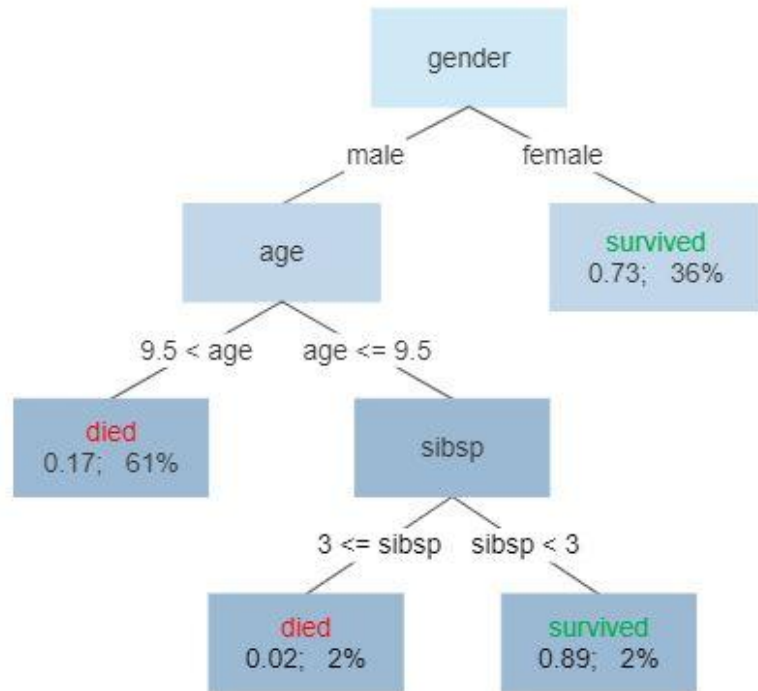 gender
male
female
age
survived
0.73; 36%
9.5 < age
age <= 9.5
died
0.17; 61%
sibsp
3 <= sibsp
sibsp < 3
died
0.02; 2%
survived
0.89; 2%